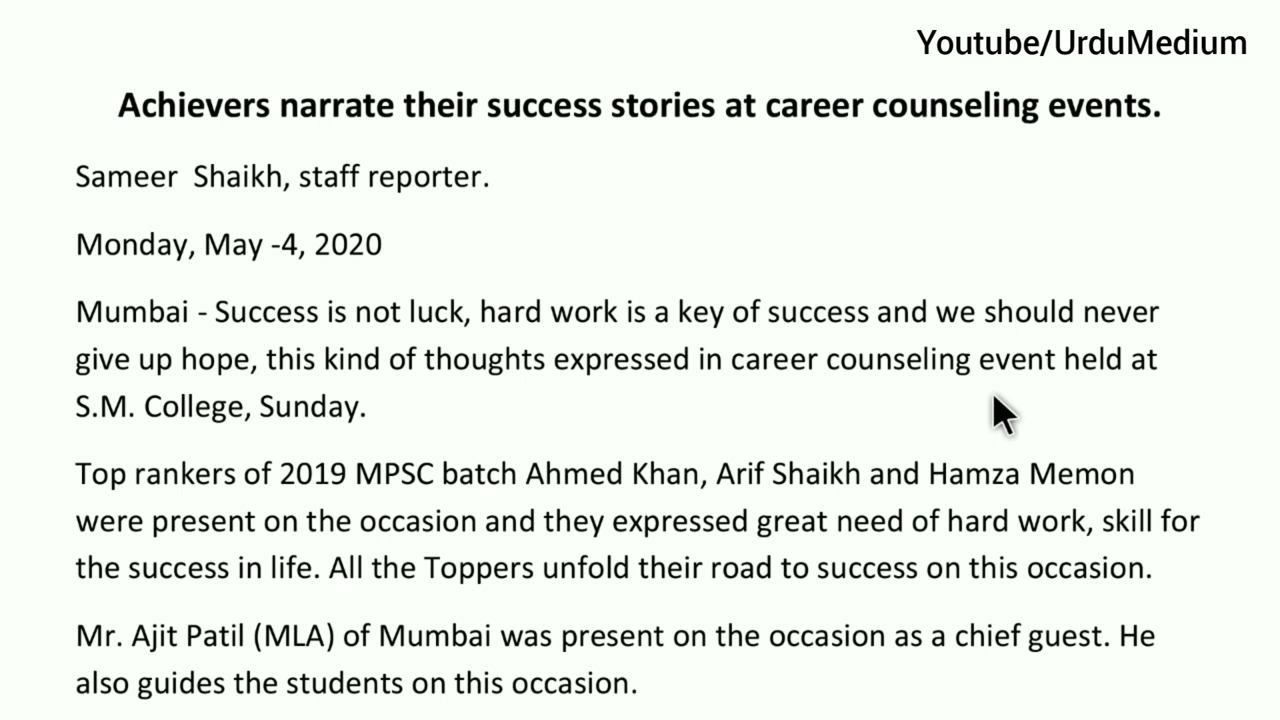 Youtube/UrduMedium
Achievers narrate their success stories at career counseling events.
Sameer  Shaikh, staff reporter.
Monday, May -4, 2020
Mumbai - Success is not luck, hard work is a key of success and we should never
give up hope, this kind of thoughts expressed in career counseling event held at
S.M. College, Sunday.
Top rankers of 2019 MPSC batch Ahmed Khan, Arif Shaikh and Hamza Memon
were present on the occasion and they expressed great need of hard work, skill for
the success in life. All the Toppers unfold their road to success on this occasion.
Mr. Ajit Patil (MLA) of Mumbai was present on the occasion as a chief guest. He
also guides the students on this occasion.